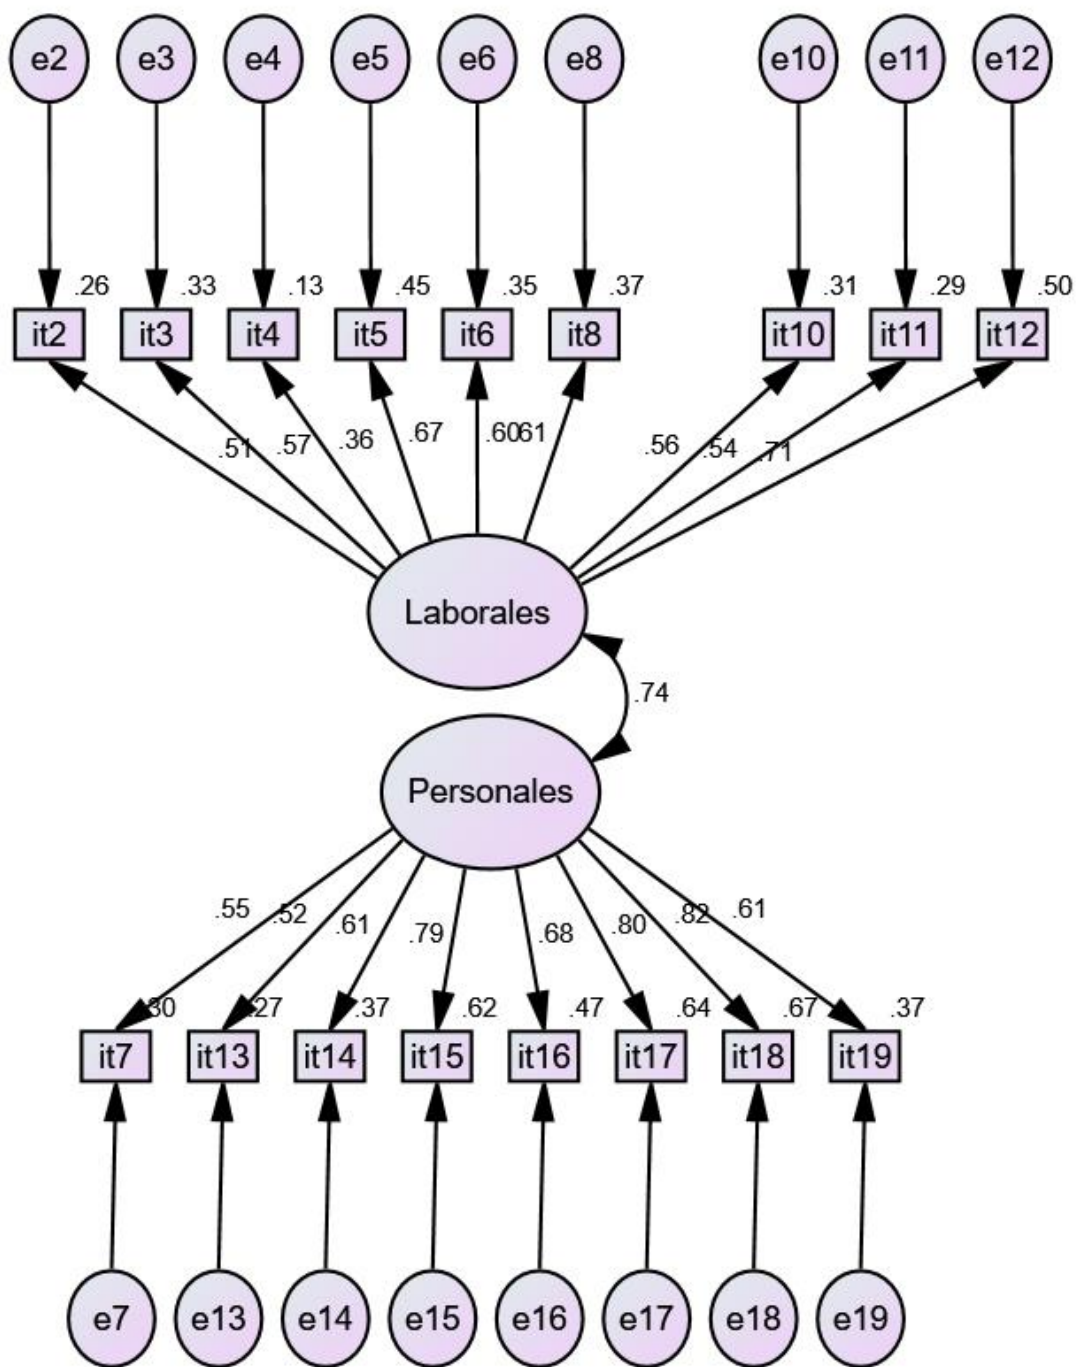 e2 e3 e4 e5 e6 e8 e10 e11 e12
.26 .33 .13 .45 .35 .37 .31 .29 .50
it2 it3 it4 it5 it6 it8 it10 it11 it12
.51 .57 .36 .67 .60 .61 .56 .54 .71
Laborales
.74
Personales
.55 .52 .61 .79 .68 .80 .82 .61
.30 .27 .37 .62 .47 .64 .67 .37
it7 it13 it14 it15 it16 it17 it18 it19
e7 e13 e14 e15 e16 e17 e18 e19